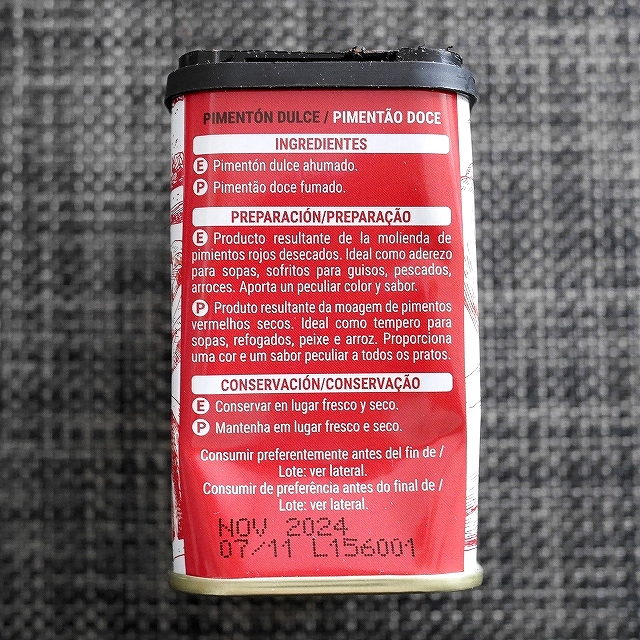 PIMENTÓN DULCE / PIMENTÃO DOCE
INGREDIENTES
E Pimentón dulce ahumado.
P Pimentão doce fumado.
PREPARACIÓN/PREPARAÇÃO
E Producto resultante de la molienda de
pimientos rojos desecados. Ideal como aderezo
para sopas, sofritos para guisos, pescados,
arroces. Aporta un peculiar color y sabor.
P Produto resultante da moagem de pimentos
vermelhos secos. Ideal como tempero para
sopas, refogados, peixe e arroz. Proporciona
uma cor e um sabor peculiar a todos os pratos.
CONSERVACIÓN/CONSERVAÇÃO
E Conservar en lugar fresco y seco.
P Mantenha em lugar fresco e seco.
Consumir preferentemente antes del fin de /
Lote: ver lateral.
Consumir de preferência antes do final de /
Lote: ver lateral.
NOV 2024
07/11 L156001